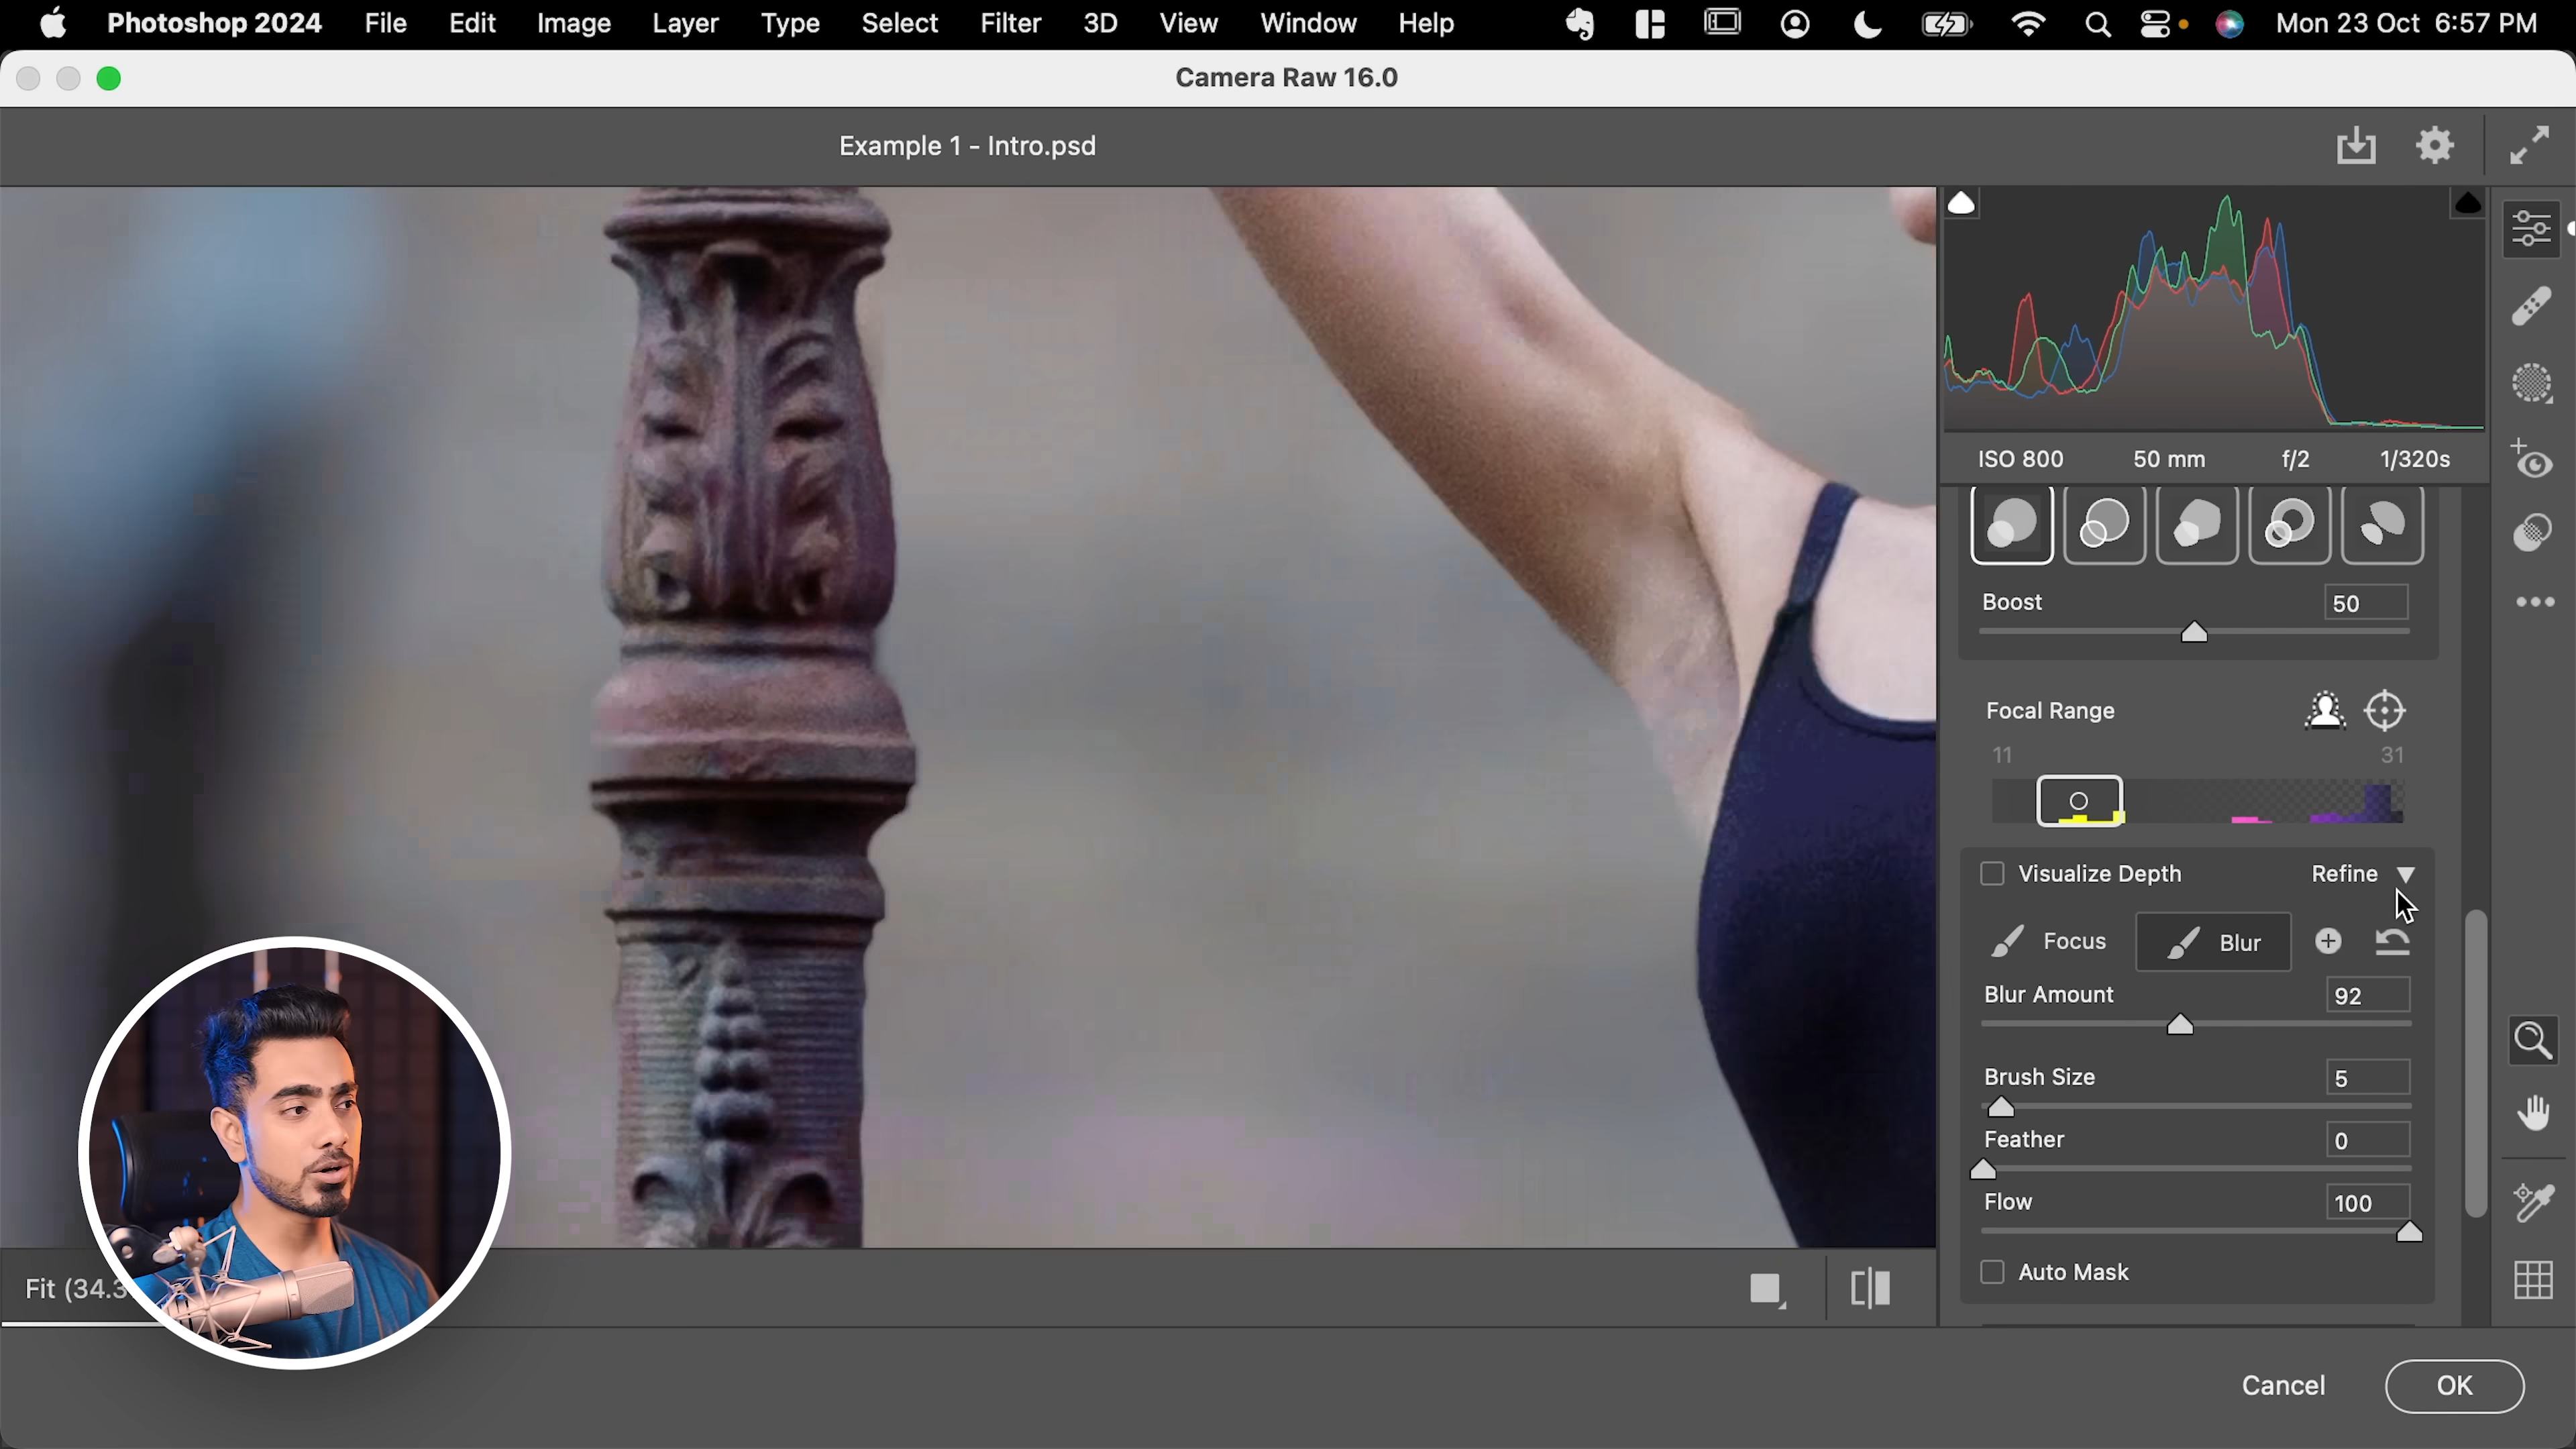 Photoshop 2024 File Edit Image Layer Type Select Filter 3D View Window Help Mon 23 Oct 6:57 PM
Camera Raw 16.0
Example 1 - Intro.psd
ISO 800 50 mm f/2 1/320s
Boost 50
Focal Range
11 31
Visualize Depth Refine
Focus Blur
Blur Amount 92
Brush Size 5
Feather 0
Flow 100
Auto Mask
Fit (34.3
Cancel OK